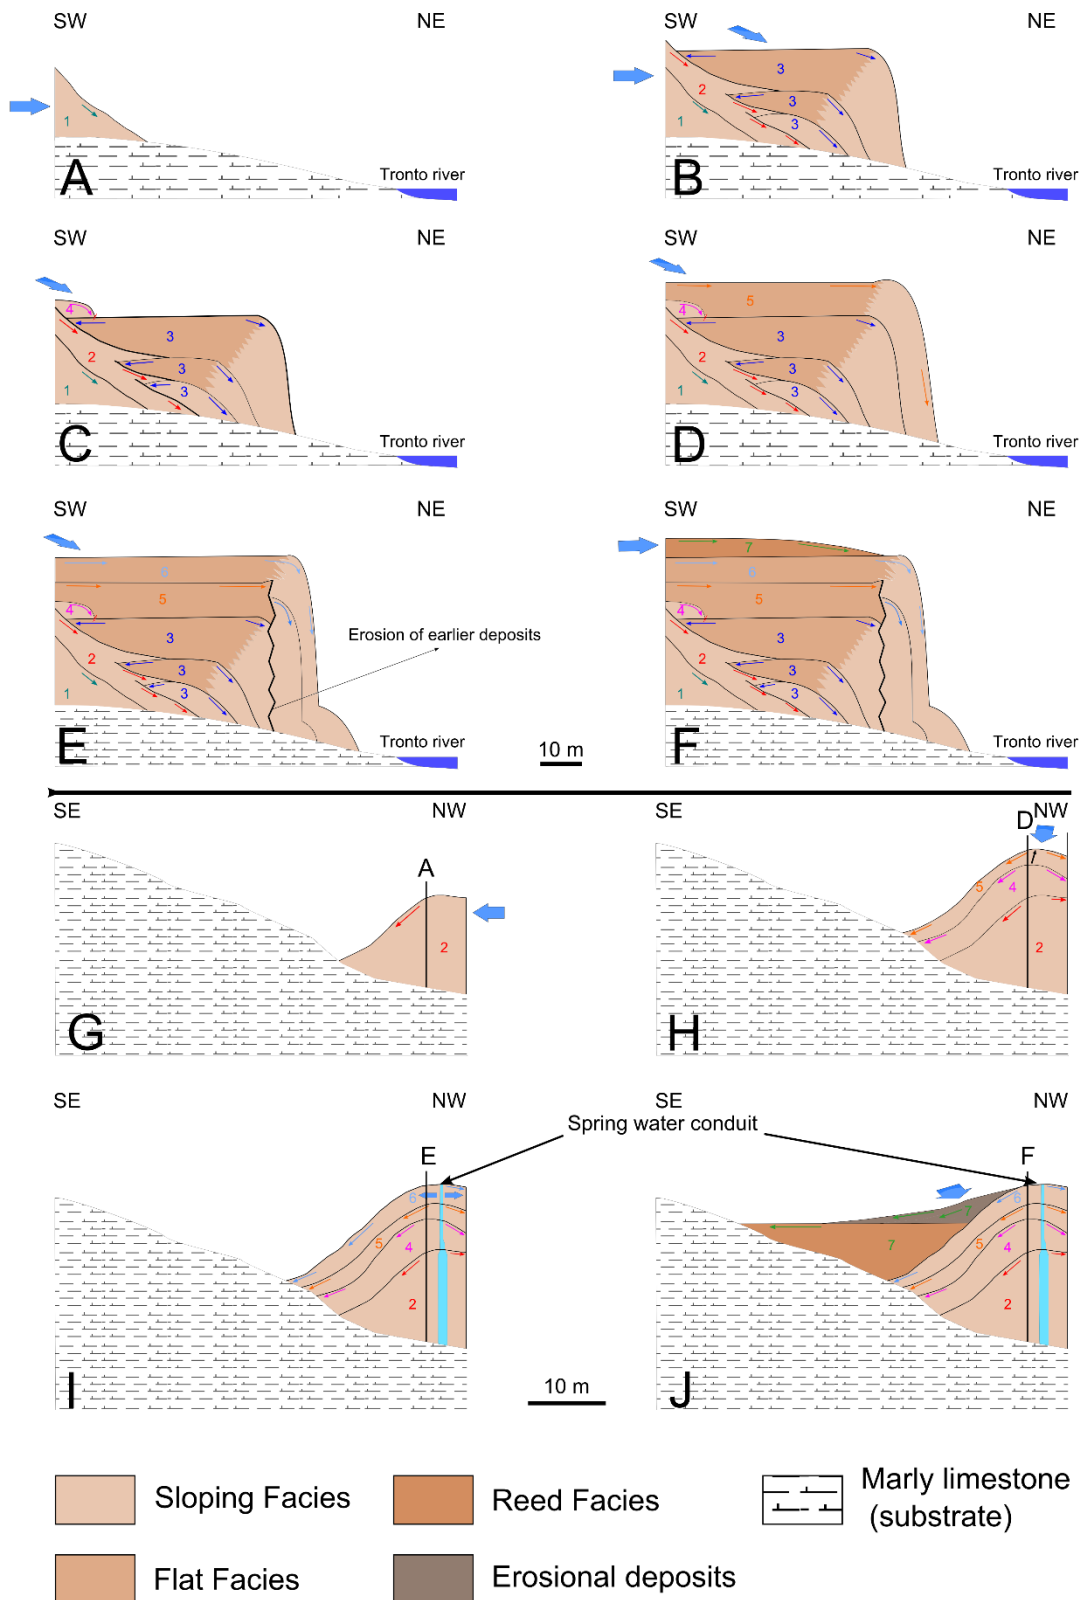 SW NE SW NE
3
2 2 3
1 1 3
A Tronto river B Tronto river
SW NE SW NE
5
4 4
3 3
2 3 2 3
1 3 1 3
C Tronto river D Tronto river
SW NE SW NE
7
6 6
5 5
4 4
3 Erosion of earlier deposits 3
2 3 2 3
1 3 1 3
E Tronto river F Tronto river
10 m
SE NW SE NW
A D
5 4
2 2
G H
SE NW SE NW
Spring water conduit
E F
6 7 6
5 4 7 5 4
2 2
I J
10 m
Sloping Facies
Reed Facies
Marly limestone
(substrate)
Flat Facies
Erosional deposits